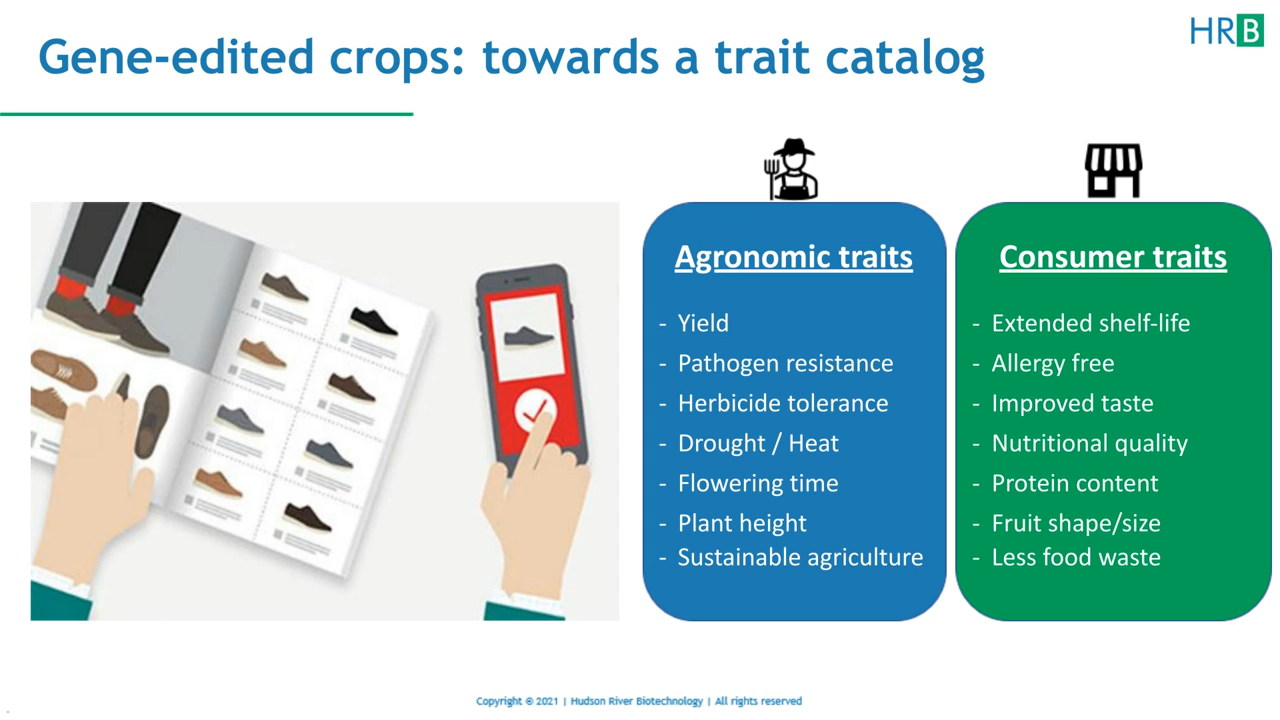 Gene-edited crops: towards a trait catalog
HRB
Agronomic traits
- Yield
- Pathogen resistance
- Herbicide tolerance
- Drought / Heat
- Flowering time
- Plant height
- Sustainable agriculture
Consumer traits
- Extended shelf-life
- Allergy free
- Improved taste
- Nutritional quality
- Protein content
- Fruit shape/size
- Less food waste
Copyright © 2021 | Hudson River Biotechnology | All rights reserved